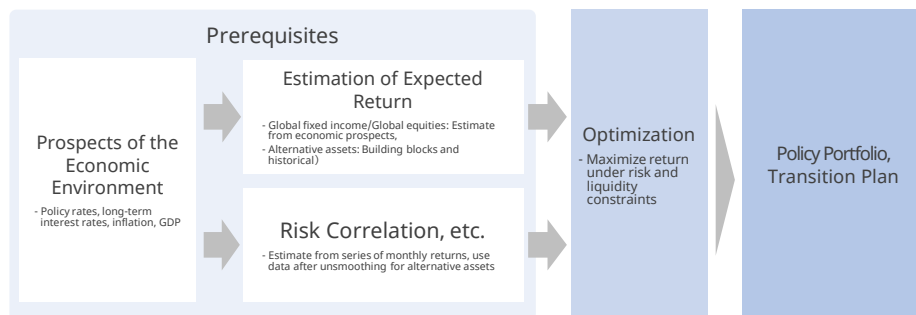 Prerequisites
Prospects of the
Economic
Environment
- Policy rates, long-term
interest rates, inflation, GDP
Estimation of Expected
Return
- Global fixed income/Global equities: Estimate
from economic prospects,
- Alternative assets: Building blocks and
historical）
Risk Correlation, etc.
- Estimate from series of monthly returns, use
data after unsmoothing for alternative assets
Optimization
- Maximize return
under risk and
liquidity
constraints
Policy Portfolio,
Transition Plan